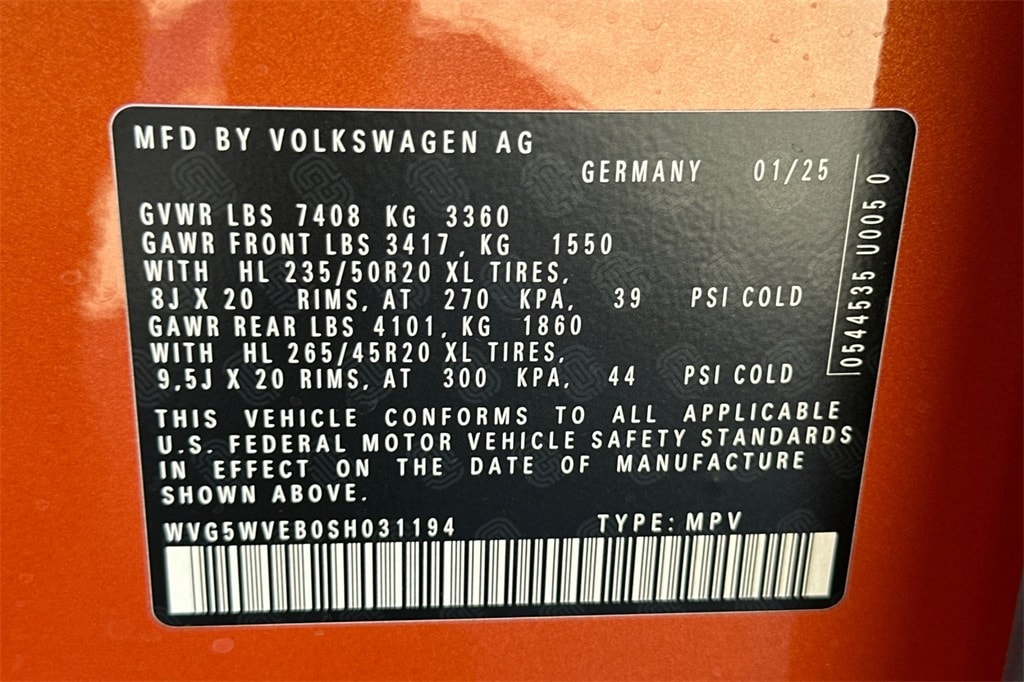 MFD BY VOLKSWAGEN AG
GERMANY 01/25
GVWR LBS 7408 KG 3360
GAWR FRONT LBS 3417, KG 1550
WITH HL 235/50R20 XL TIRES,
8J X 20 RIMS, AT 270 KPA, 39 PSI COLD
GAWR REAR LBS 4101, KG 1860
WITH HL 265/45R20 XL TIRES,
9,5J X 20 RIMS, AT 300 KPA, 44 PSI COLD
THIS VEHICLE CONFORMS TO ALL APPLICABLE
U.S. FEDERAL MOTOR VEHICLE SAFETY STANDARDS
IN EFFECT ON THE DATE OF MANUFACTURE
SHOWN ABOVE.
WVG5WVEB0SH031194 TYPE: MPV
0544535 U005 0